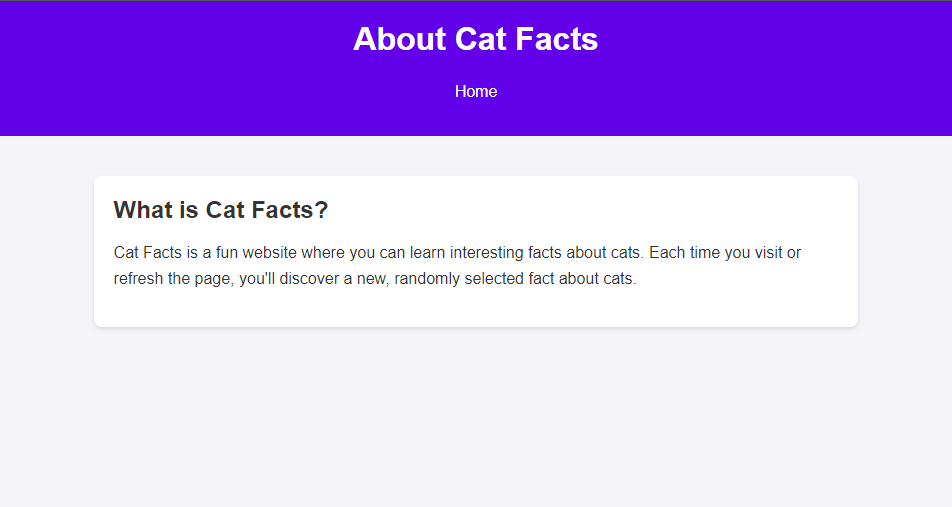 About Cat Facts
Home
What is Cat Facts?
Cat Facts is a fun website where you can learn interesting facts about cats. Each time you visit or
refresh the page, you'll discover a new, randomly selected fact about cats.